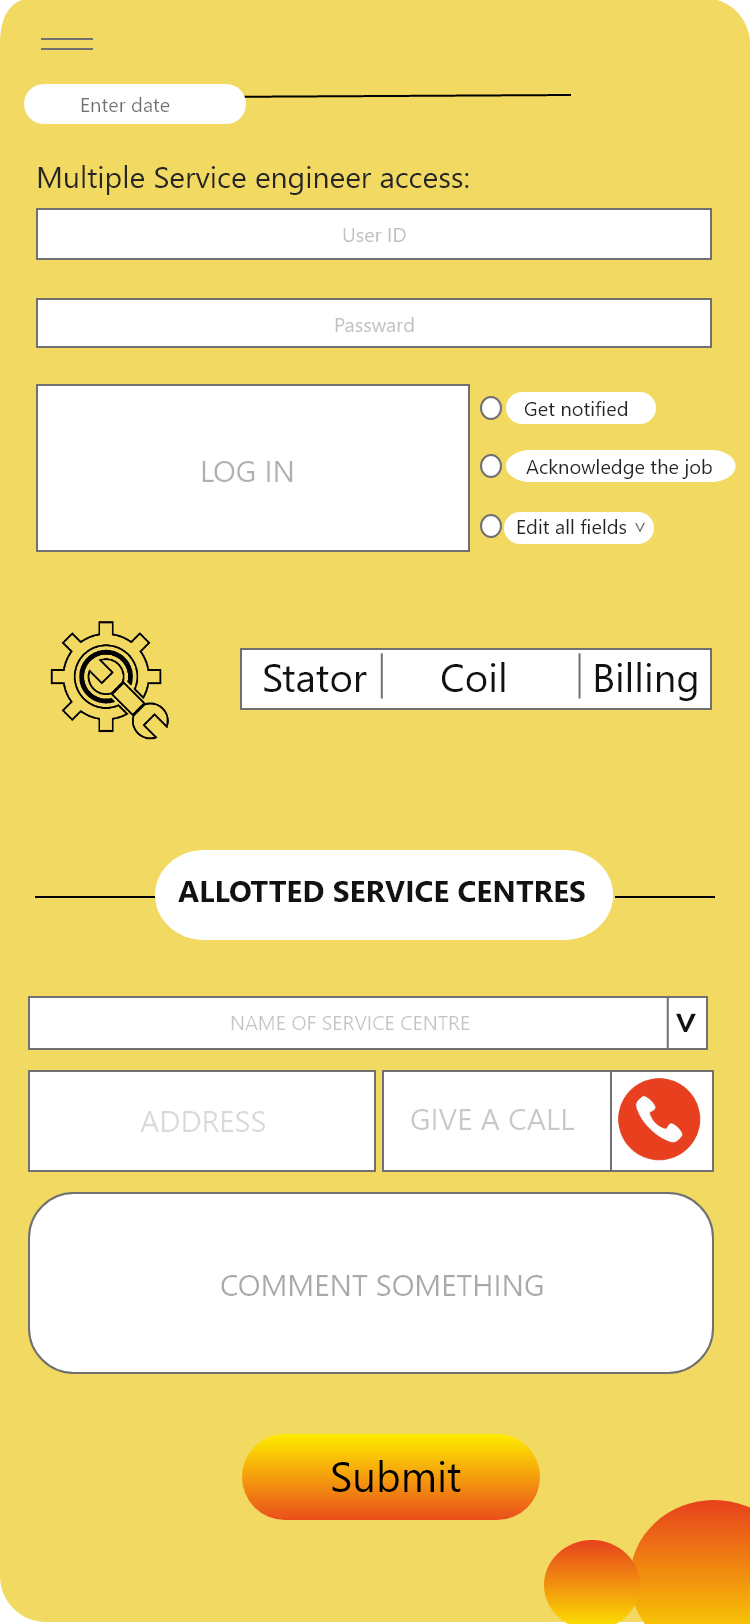 Enter date
Multiple Service engineer access:
User ID
Passward
LOG IN
Get notified
Acknowledge the job
Edit all fields v
Stator
Coil
Billing
ALLOTTED SERVICE CENTRES
NAME OF SERVICE CENTRE
V
ADDRESS
GIVE A CALL
COMMENT SOMETHING
Submit